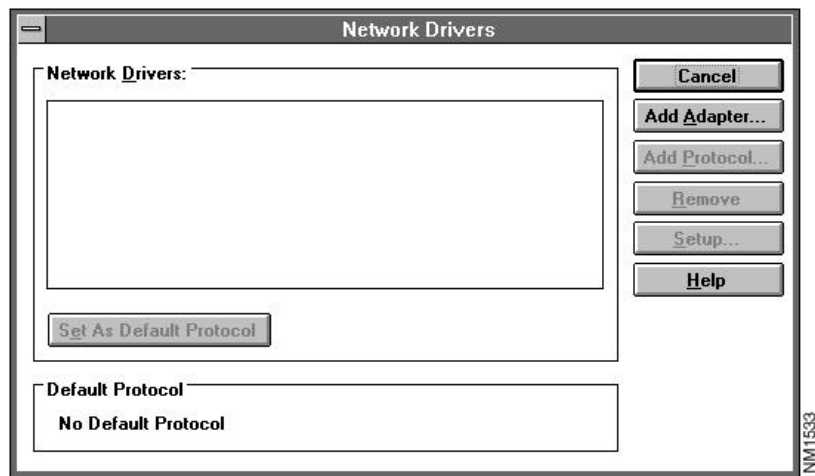 Network Drivers
Network Drivers:
Cancel
Add Adapter...
Add Protocol...
Remove
Setup...
Help
Set As Default Protocol
Default Protocol
No Default Protocol
NM1533